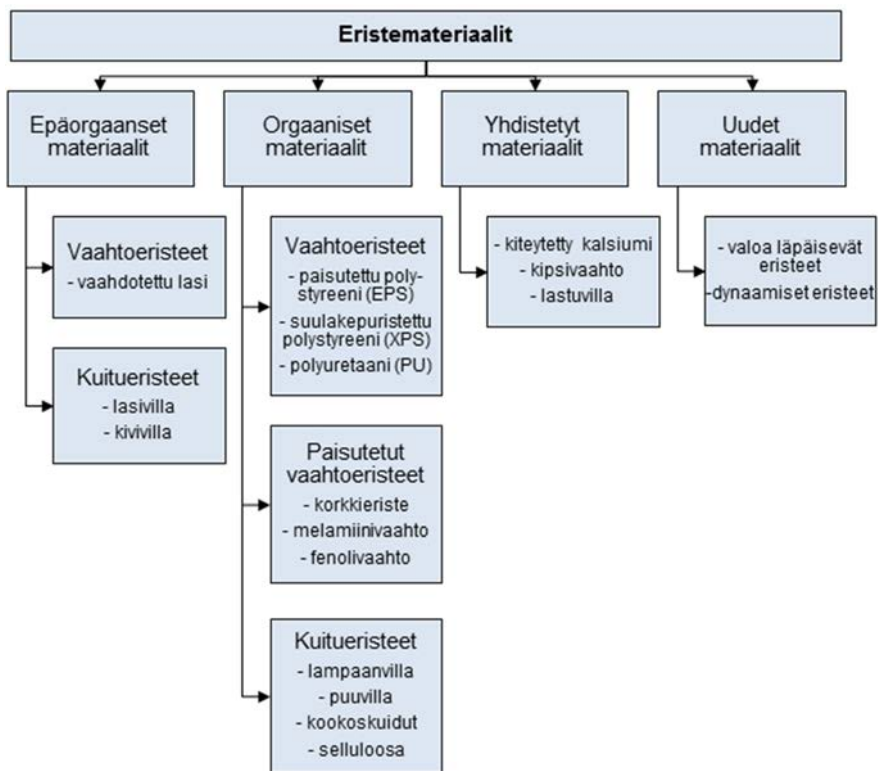 Eristemateriaalit
Epäorgaanset
materiaalit
Vaahtoeristeet
- vaahdotettu lasi
Kuitueristeet
- lasivilla
- kivivilla
Orgaaniset
materiaalit
Vaahtoeristeet
- paisutettu poly-
styreeni (EPS)
- suulakepuristettu
polystyreeni (XPS)
- polyuretaani (PU)
Paisutetut
vaahtoeristeet
- korkkieriste
- melamiinivaahto
- fenolivaahto
Kuitueristeet
- lampaanvilla
- puuvilla
- kookoskuidut
- selluloosa
Yhdistetyt
materiaalit
- kiteytetty kalsiumi
- kipsivaahto
- lastuvilla
Uudet
materiaalit
- valoa läpäisevät
eristeet
-dynaamiset eristeet